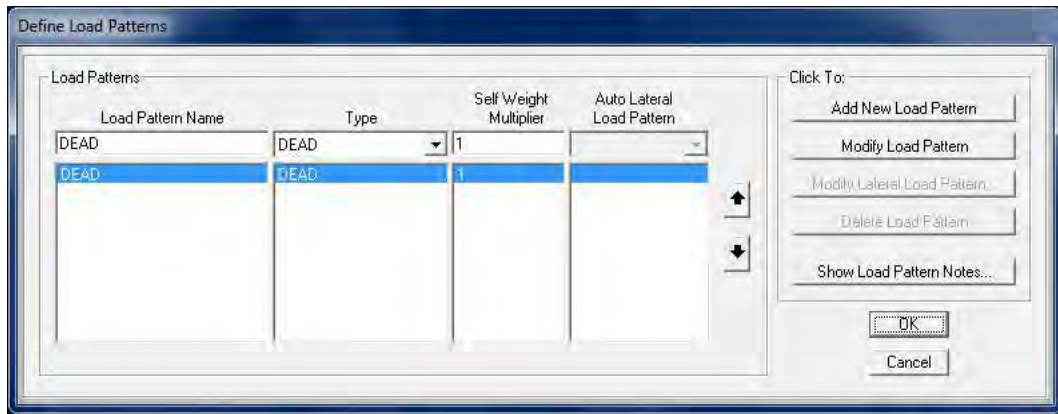 Define Load Patterns
Load Patterns
Click To:
Load Pattern Name
Type
Self Weight
Multiplier
Auto Lateral
Load Pattern
DEAD
DEAD
1
DEAD
DEAD
1
Add New Load Pattern
Modify Load Pattern
Modify Lateral Load Pattern...
Delete Load Pattern
Show Load Pattern Notes...
OK
Cancel